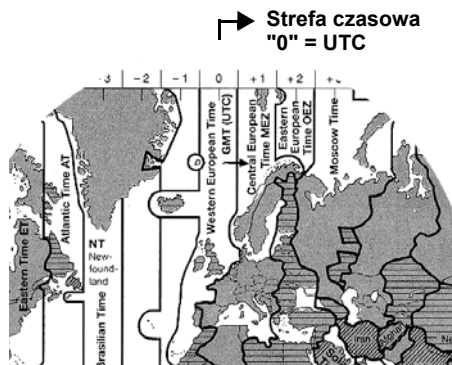 Strefa czasowa
"0" = UTC
-3 -2 -1 0 +1 +2
Eastern Time ET
Atlantic Time AT
NT
New-
found-
land
Brasilian Time
Western European Time
GMT (UTC)
Central European
Time MEZ
Eastern
European
Time OEZ
Moscow Time
Iran